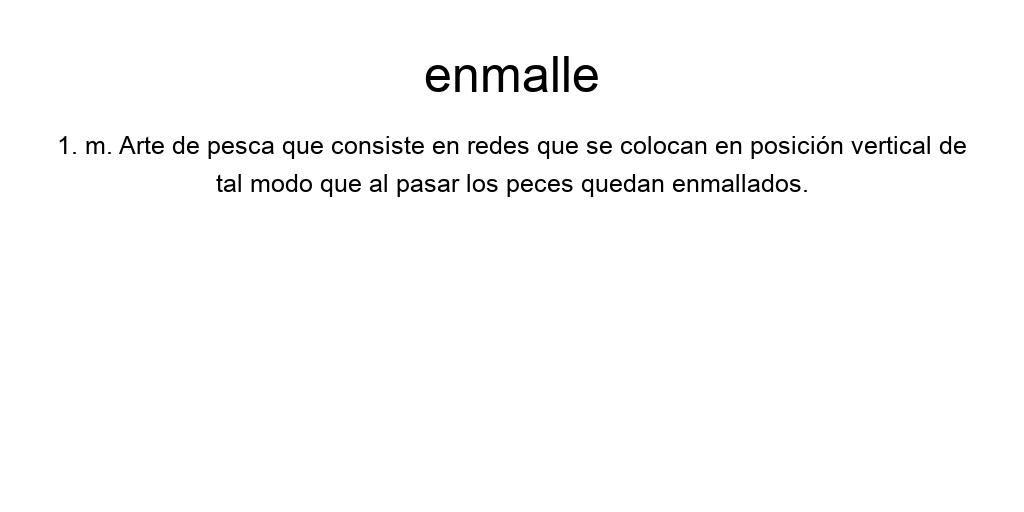 enmalle
1. m. Arte de pesca que consiste en redes que se colocan en posición vertical de
tal modo que al pasar los peces quedan enmallados.